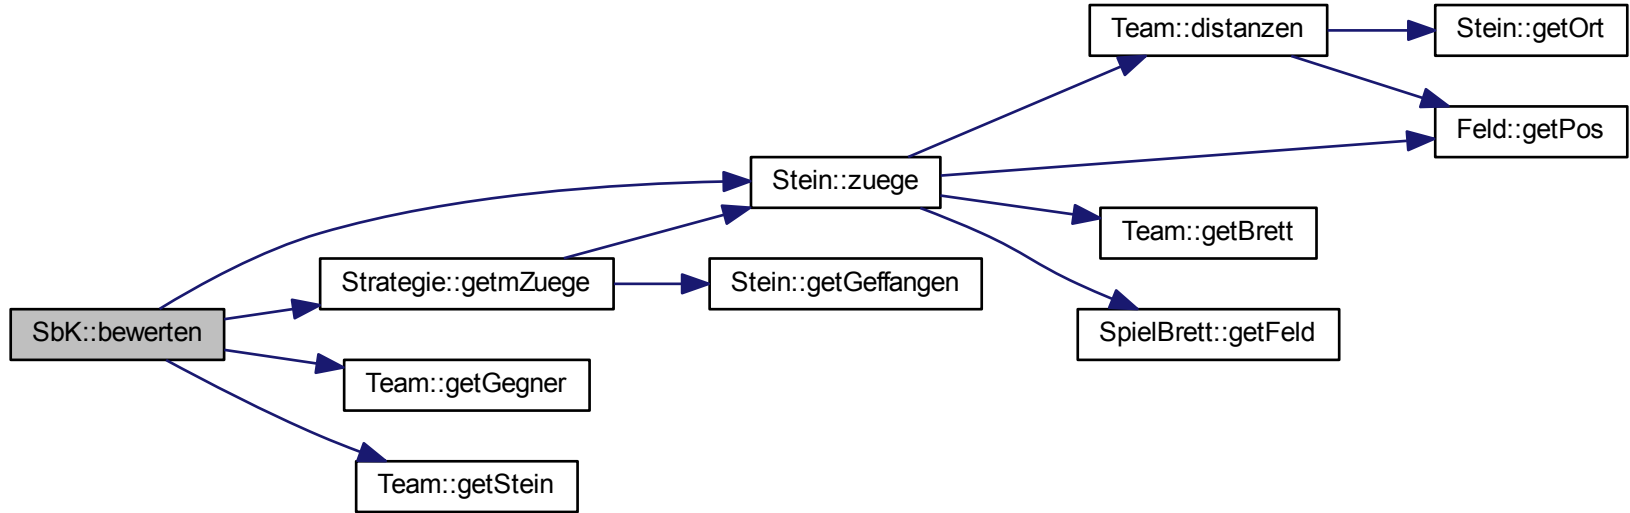 Team::distanzen
Stein::getOrt
Feld::getPos
Stein::zuege
Team::getBrett
Strategie::getmZuege
Stein::getGeffangen
SbK::bewerten
SpielBrett::getFeld
Team::getGegner
Team::getStein